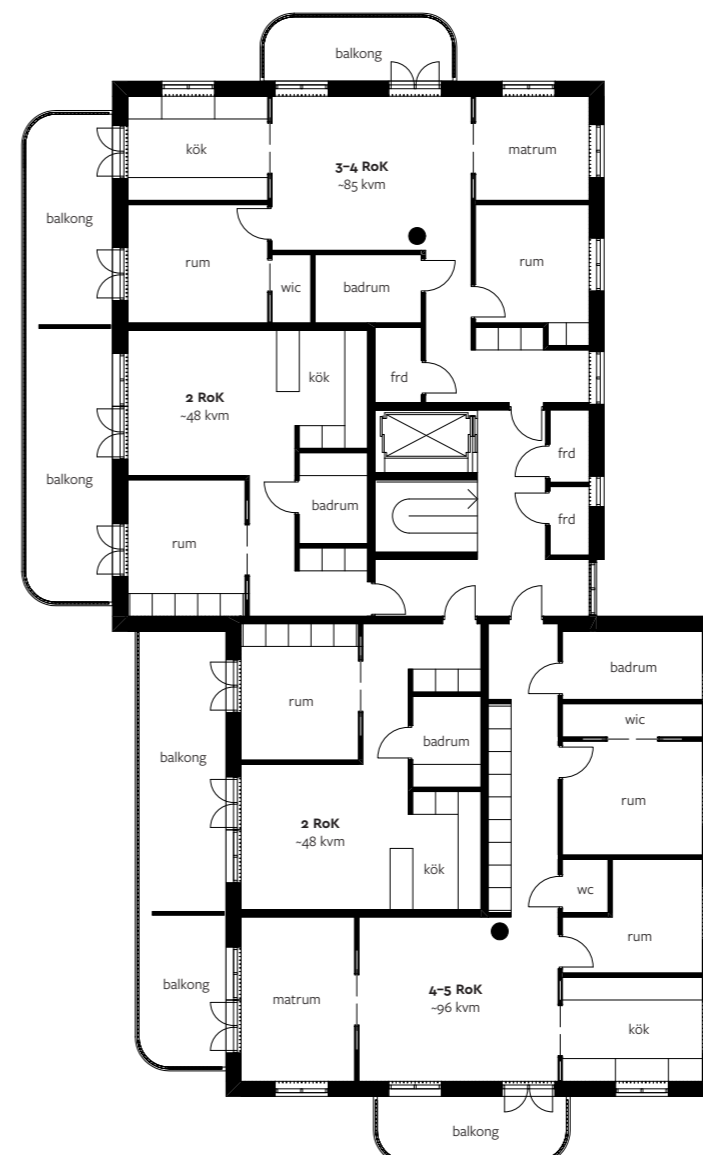 balkong
kök
3–4 RoK
~85 kvm
matrum
balkong
rum
wic
badrum
rum
frd
kök
2 RoK
~48 kvm
balkong
badrum
rum
frd
frd
badrum
wic
rum
badrum
balkong
rum
2 RoK
~48 kvm
kök
wc
rum
balkong
matrum
4–5 RoK
~96 kvm
kök
balkong